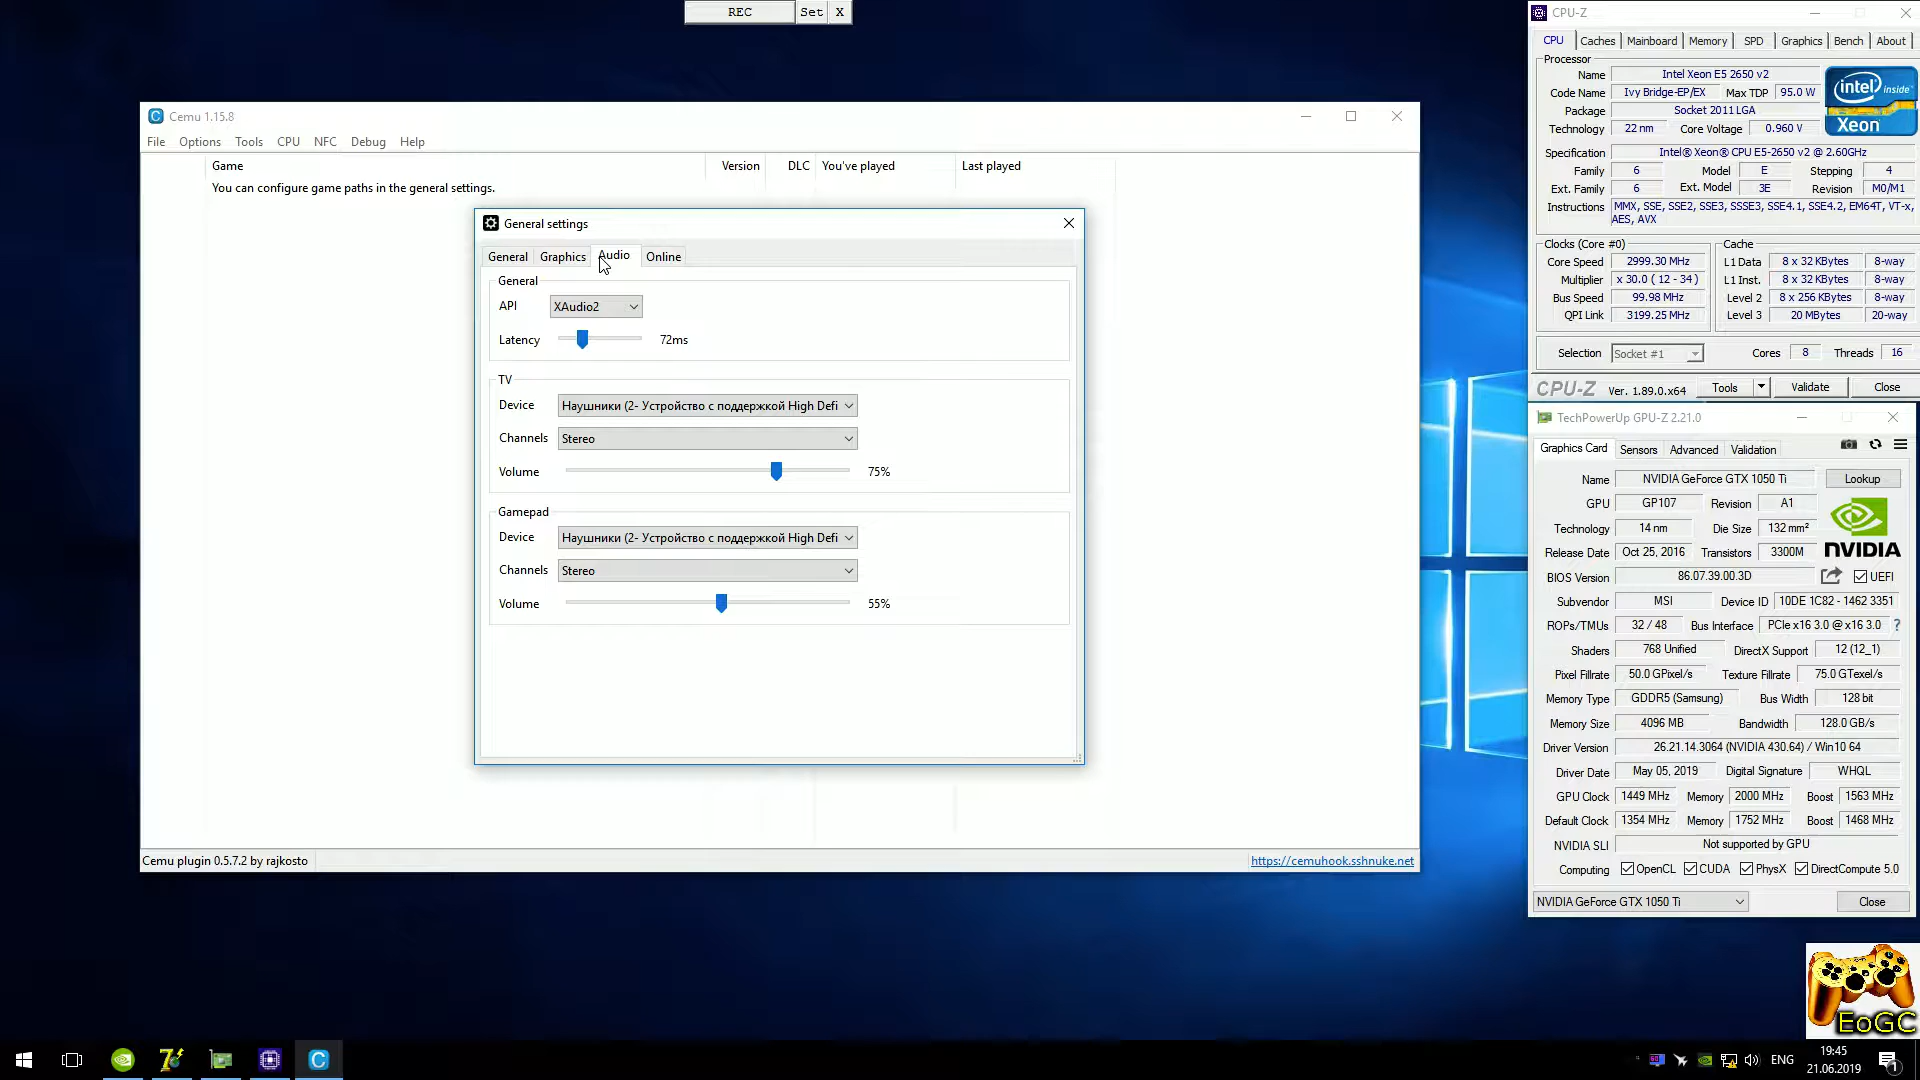 REC Set X
Cemu 1.15.8
File Options Tools CPU NFC Debug Help
Game Version DLC You've played Last played
You can configure game paths in the general settings.
General settings
General Graphics Audio Online
General
API XAudio2
Latency 72ms
TV
Device Наушники (2- Устройство с поддержкой High Defi
Channels Stereo
Volume 75%
Gamepad
Device Наушники (2- Устройство с поддержкой High Defi
Channels Stereo
Volume 55%
Cemu plugin 0.5.7.2 by rajkosto https://cemuhook.sshnuke.net
CPU-Z
CPU Caches Mainboard Memory SPD Graphics Bench About
Processor
Name Intel Xeon E5 2650 v2
Code Name Ivy Bridge-EP/EX Max TDP 95.0 W
Package Socket 2011 LGA
Technology 22 nm Core Voltage 0.960 V
intel inside™
Xeon
Specification Intel® Xeon® CPU E5-2650 v2 @ 2.60GHz
Family 6 Model E Stepping 4
Ext. Family 6 Ext. Model 3E Revision M0/M1
Instructions MMX, SSE, SSE2, SSE3, SSSE3, SSE4.1, SSE4.2, EM64T, VT-x,
AES, AVX
Clocks (Core #0) Cache
Core Speed 2999.30 MHz L1 Data 8 x 32 KBytes 8-way
Multiplier x 30.0 ( 12 - 34 ) L1 Inst. 8 x 32 KBytes 8-way
Bus Speed 99.98 MHz Level 2 8 x 256 KBytes 8-way
QPI Link 3199.25 MHz Level 3 20 MBytes 20-way
Selection Socket #1 Cores 8 Threads 16
CPU-Z Ver. 1.89.0.x64 Tools Validate Close
TechPowerUp GPU-Z 2.21.0
Graphics Card Sensors Advanced Validation
Name NVIDIA GeForce GTX 1050 Ti Lookup
GPU GP107 Revision A1
Technology 14 nm Die Size 132 mm²
Release Date Oct 25, 2016 Transistors 3300M
NVIDIA
BIOS Version 86.07.39.00.3D UEFI
Subvendor MSI Device ID 10DE 1C82 - 1462 3351
ROPs/TMUs 32 / 48 Bus Interface PCIe x16 3.0 @ x16 3.0 ?
Shaders 768 Unified DirectX Support 12 (12_1)
Pixel Fillrate 50.0 GPixel/s Texture Fillrate 75.0 GTexel/s
Memory Type GDDR5 (Samsung) Bus Width 128 bit
Memory Size 4096 MB Bandwidth 128.0 GB/s
Driver Version 26.21.14.3064 (NVIDIA 430.64) / Win10 64
Driver Date May 05, 2019 Digital Signature WHQL
GPU Clock 1449 MHz Memory 2000 MHz Boost 1563 MHz
Default Clock 1354 MHz Memory 1752 MHz Boost 1468 MHz
NVIDIA SLI Not supported by GPU
Computing OpenCL CUDA PhysX DirectCompute 5.0
NVIDIA GeForce GTX 1050 Ti Close
EoGC
ENG 19:45
21.06.2019
1